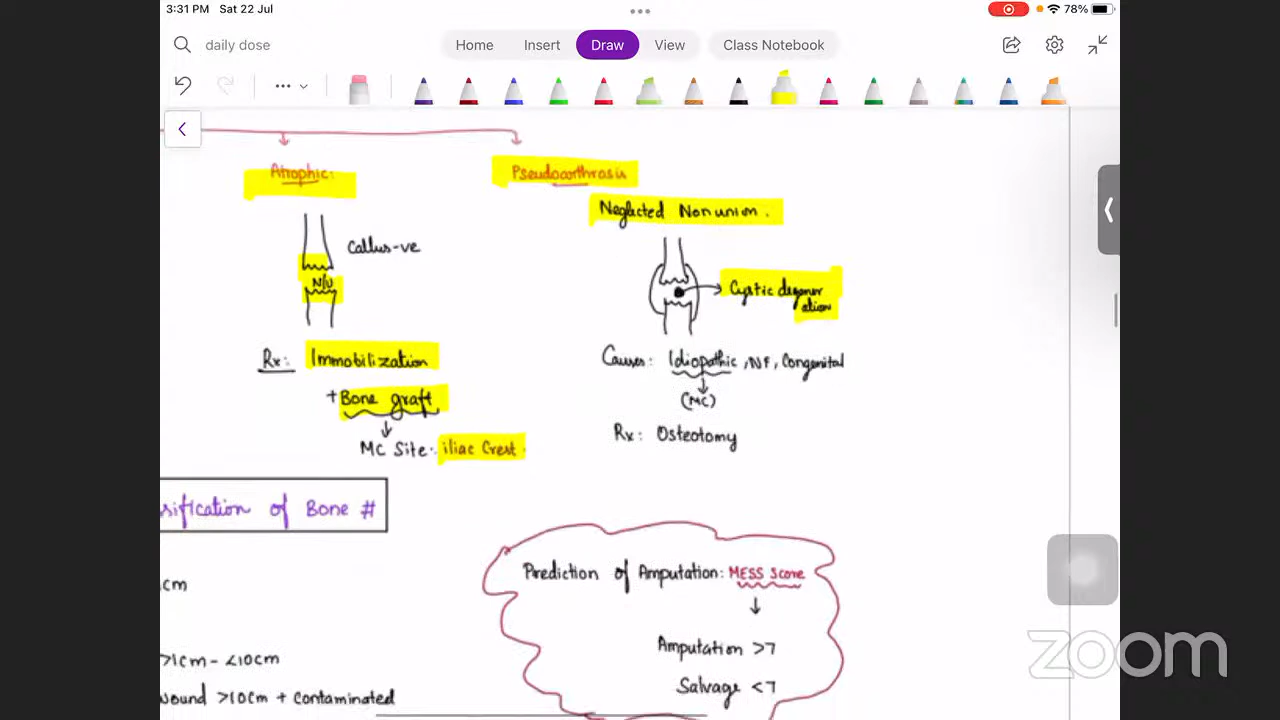 3:31 PM Sat 22 Jul
78%
daily dose
Home Insert Draw View Class Notebook
Atrophic:
Pseudoarthrosis
Neglected Nonunion.
Callus-ve
N/U
Cystic degener
ation
Rx: Immobilization
+ Bone graft
MC Site: iliac Crest.
Causes: Idiopathic, NF, Congenital
(MC)
Rx: Osteotomy
sification of Bone #
cm
>1cm - <10cm
wound >10cm + contaminated
Prediction of Amputation: MESS Score
Amputation >7
Salvage <7
zoom